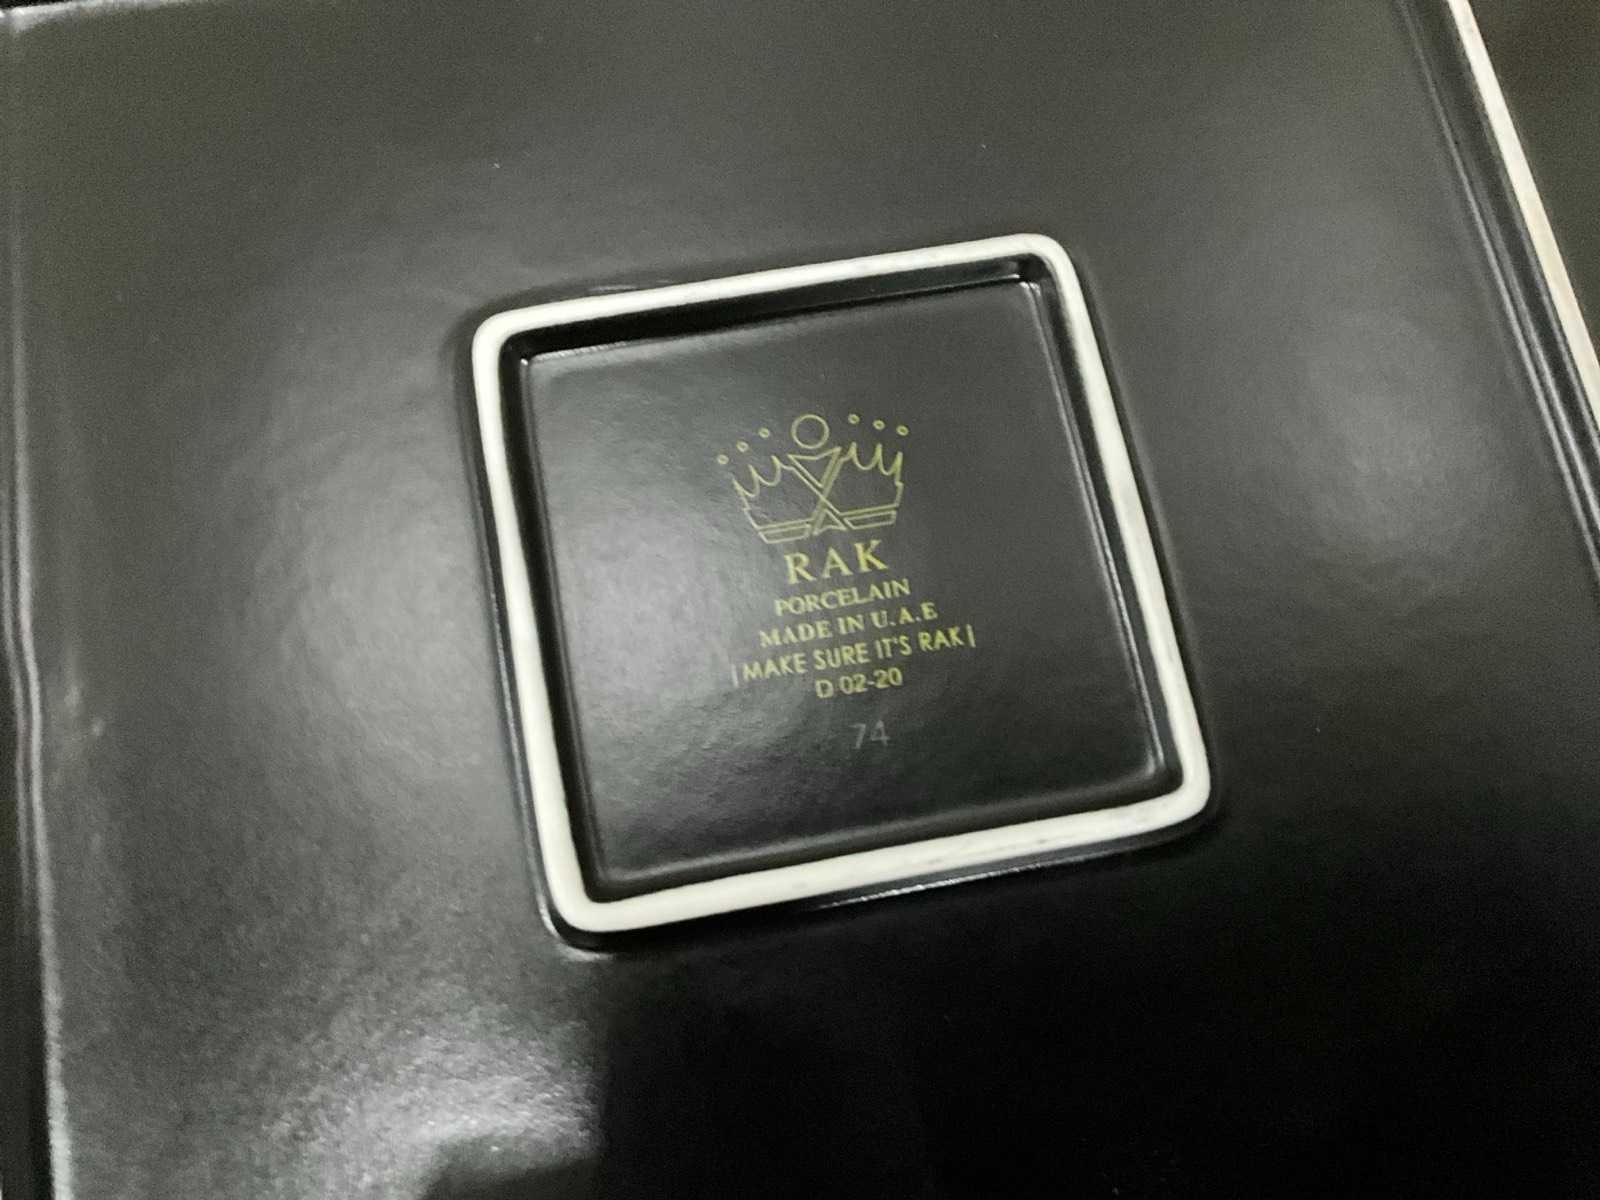 RAK
PORCELAIN
MADE IN U.A.E
|MAKE SURE IT'S RAK|
D 02-20
74